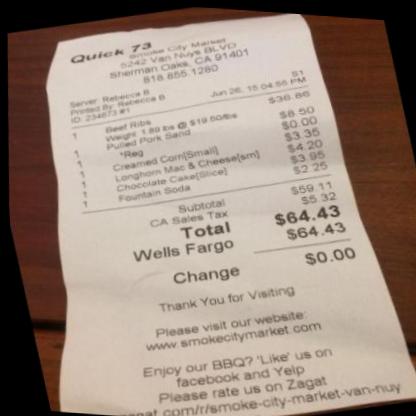 Quick 73
Smoke City Market
5242 Van Nuys BLVD
Sherman Oaks, CA 91401
818.855.1280
Server: Rebecca B
Printed By: Rebecca B
ID: 234673 #1
S1
Jun 26, 15 04:55 PM
1 Beef Ribs $36.86
Weight 1.89 lbs @ $19.50/lbs
1 Pulled Pork Sand $8.50
*Reg $0.00
1 Creamed Corn[Small] $3.35
1 Longhorn Mac & Cheese[sm] $4.20
1 Chocolate Cake[Slice] $3.95
1 Fountain Soda $2.25
Subtotal $59.11
CA Sales Tax $5.32
Total $64.43
Wells Fargo $64.43
Change $0.00
Thank You for Visiting
Please visit our website:
www.smokecitymarket.com
Enjoy our BBQ? 'Like' us on
facebook and Yelp
Please rate us on Zagat
zagat.com/r/smoke-city-market-van-nuy